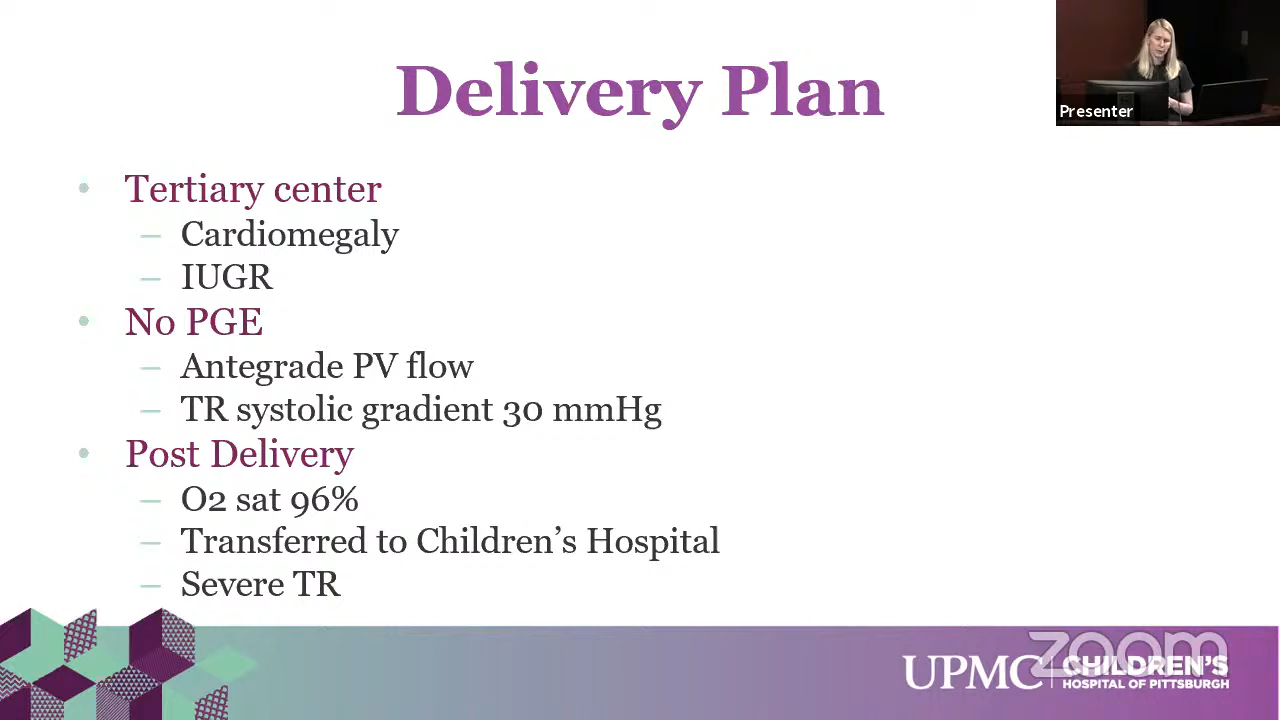 Delivery Plan
Presenter
• Tertiary center
– Cardiomegaly
– IUGR
• No PGE
– Antegrade PV flow
– TR systolic gradient 30 mmHg
• Post Delivery
– O2 sat 96%
– Transferred to Children’s Hospital
– Severe TR
zoom
UPMC CHILDREN'S
HOSPITAL OF PITTSBURGH